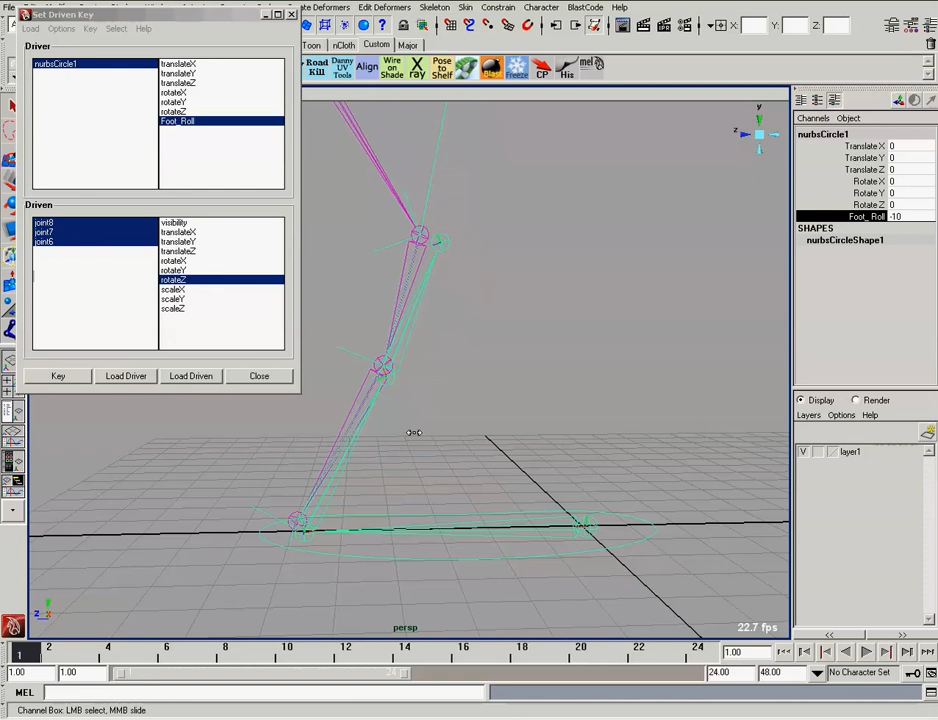 Set Driven Key
Load Options Key Select Help
Driver
nurbsCircle1
translateX
translateY
translateZ
rotateX
rotateY
rotateZ
Foot_Roll
Driven
joint8
joint7
joint6
visibility
translateX
translateY
translateZ
rotateX
rotateY
rotateZ
scaleX
scaleY
scaleZ
Key Load Driver Load Driven Close
Deformers Edit Deformers Skeleton Skin Constrain Character BlastCode Help
X: Y: Z:
Toon nCloth Custom Major
Road Kill
Danny UV Tools
Align
Wire on Shade
X ray
Pose to Shelf
Blast
Freeze
CP
His
mel
Channels Object
nurbsCircle1
Translate X 0
Translate Y 0
Translate Z 0
Rotate X 0
Rotate Y 0
Rotate Z 0
Foot_Roll -10
SHAPES
nurbsCircleShape1
Display Render
Layers Options Help
V layer1
<< >>
y
z
y
z x
persp
22.7 fps
1 2 4 6 8 10 12 14 16 18 20 22 24 1.00
1.00 1.00 24.00 48.00 No Character Set
MEL
Channel Box: LMB select, MMB slide